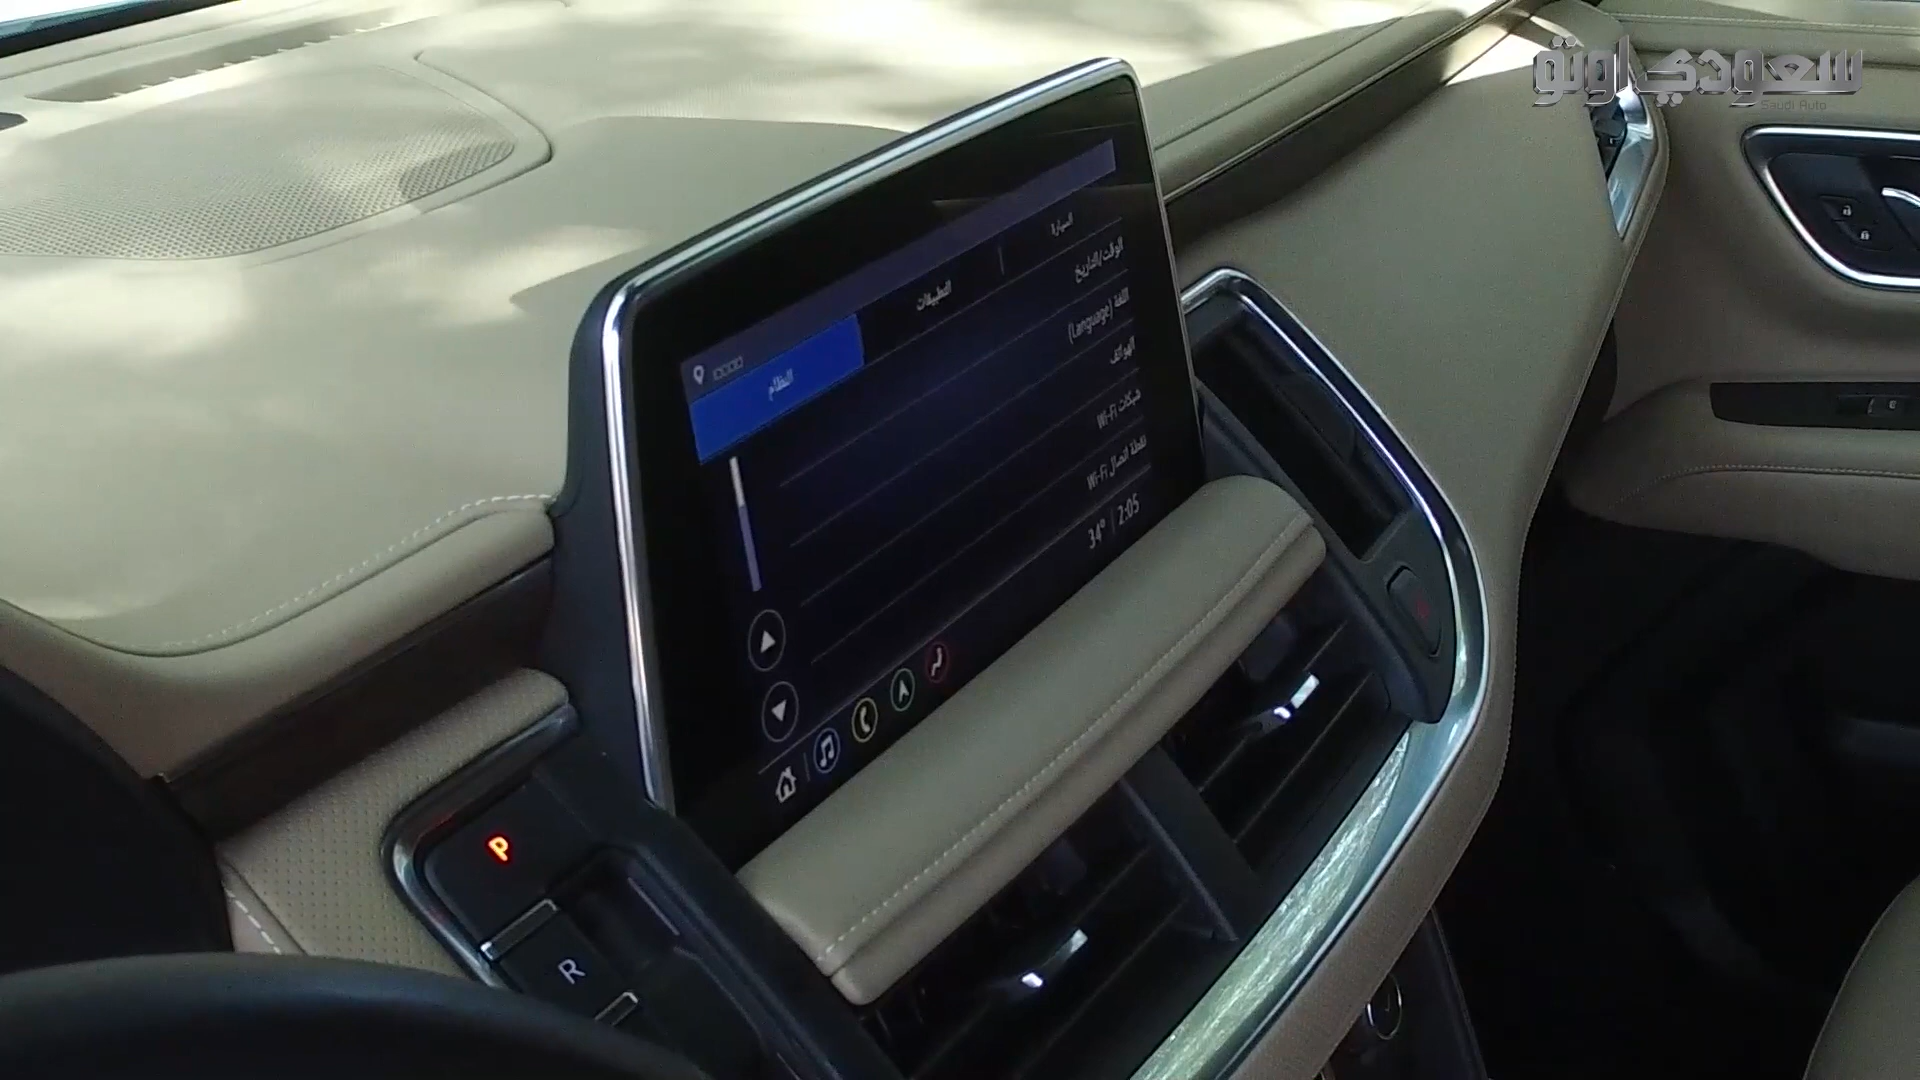 سعودي اوتو
Saudi Auto
السيارة
التطبيقات
النظام
الوقت/التاريخ
اللغة (Language)
الهواتف
شبكات Wi-Fi
نقطة اتصال Wi-Fi
34° 2:05
P
R